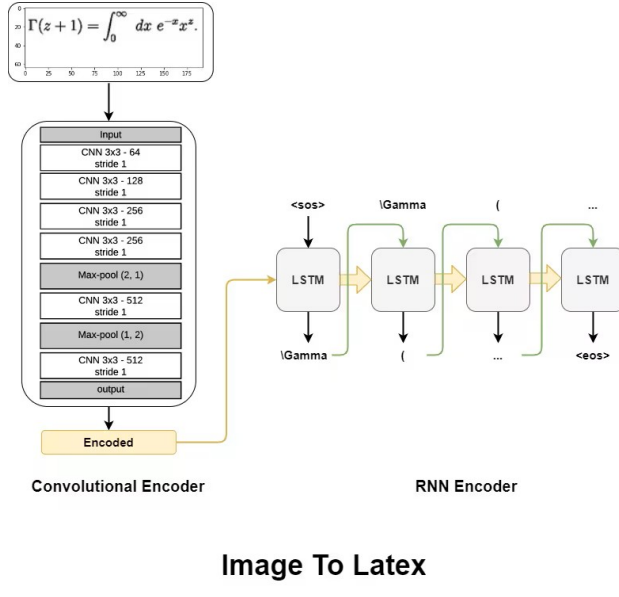 0
20
40
60
Γ(z + 1) = ∫₀^∞ dx e⁻ˣxᶻ.
0 25 50 75 100 125 150 175
Input
CNN 3x3 - 64
stride 1
CNN 3x3 - 128
stride 1
CNN 3x3 - 256
stride 1
CNN 3x3 - 256
stride 1
Max-pool (2, 1)
CNN 3x3 - 512
stride 1
Max-pool (1, 2)
CNN 3x3 - 512
stride 1
output
Encoded
Convolutional Encoder
<sos> \Gamma ( ...
LSTM LSTM LSTM LSTM
\Gamma ( ... <eos>
RNN Encoder
Image To Latex